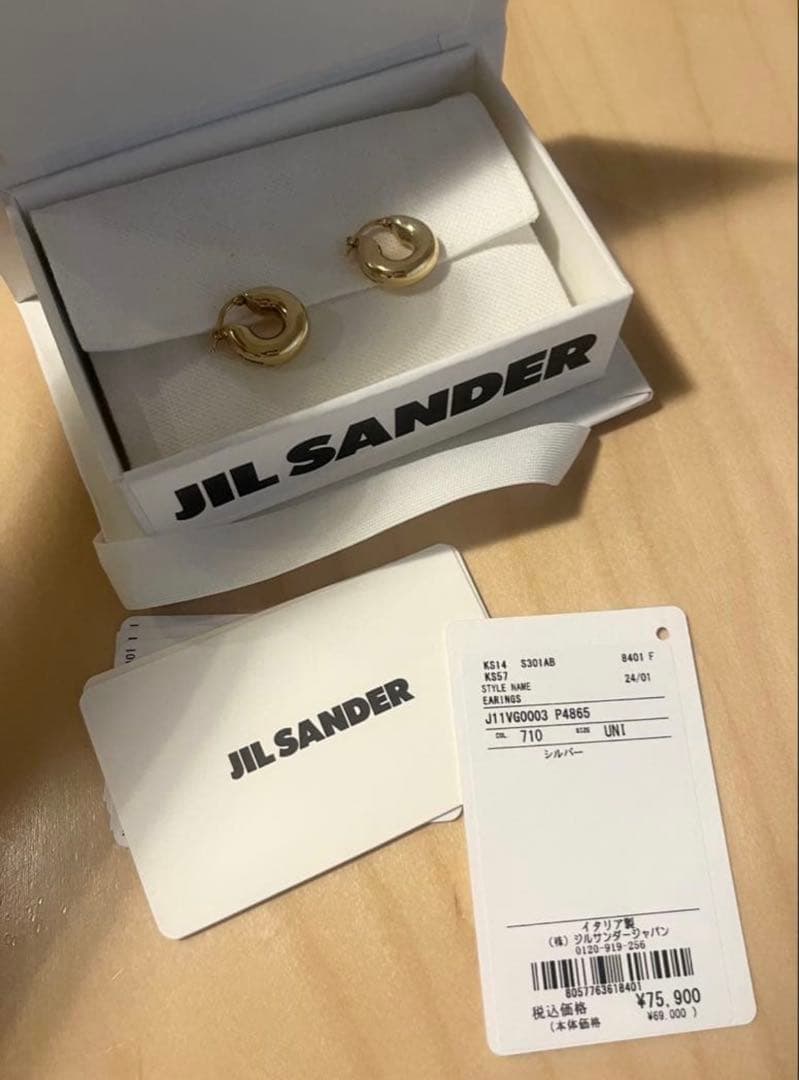 JIL SANDER
JIL SANDER
KS14 S301AB 8401 F
KS57 24/01
STYLE NAME
EARINGS
J11VG0003 P4865
COL 710 SIZE UNI
シルバー
イタリア製
(株) ジルサンダージャパン
0120-919-256
8057763618401
税込価格 ¥75,900
(本体価格 ¥69,000 )